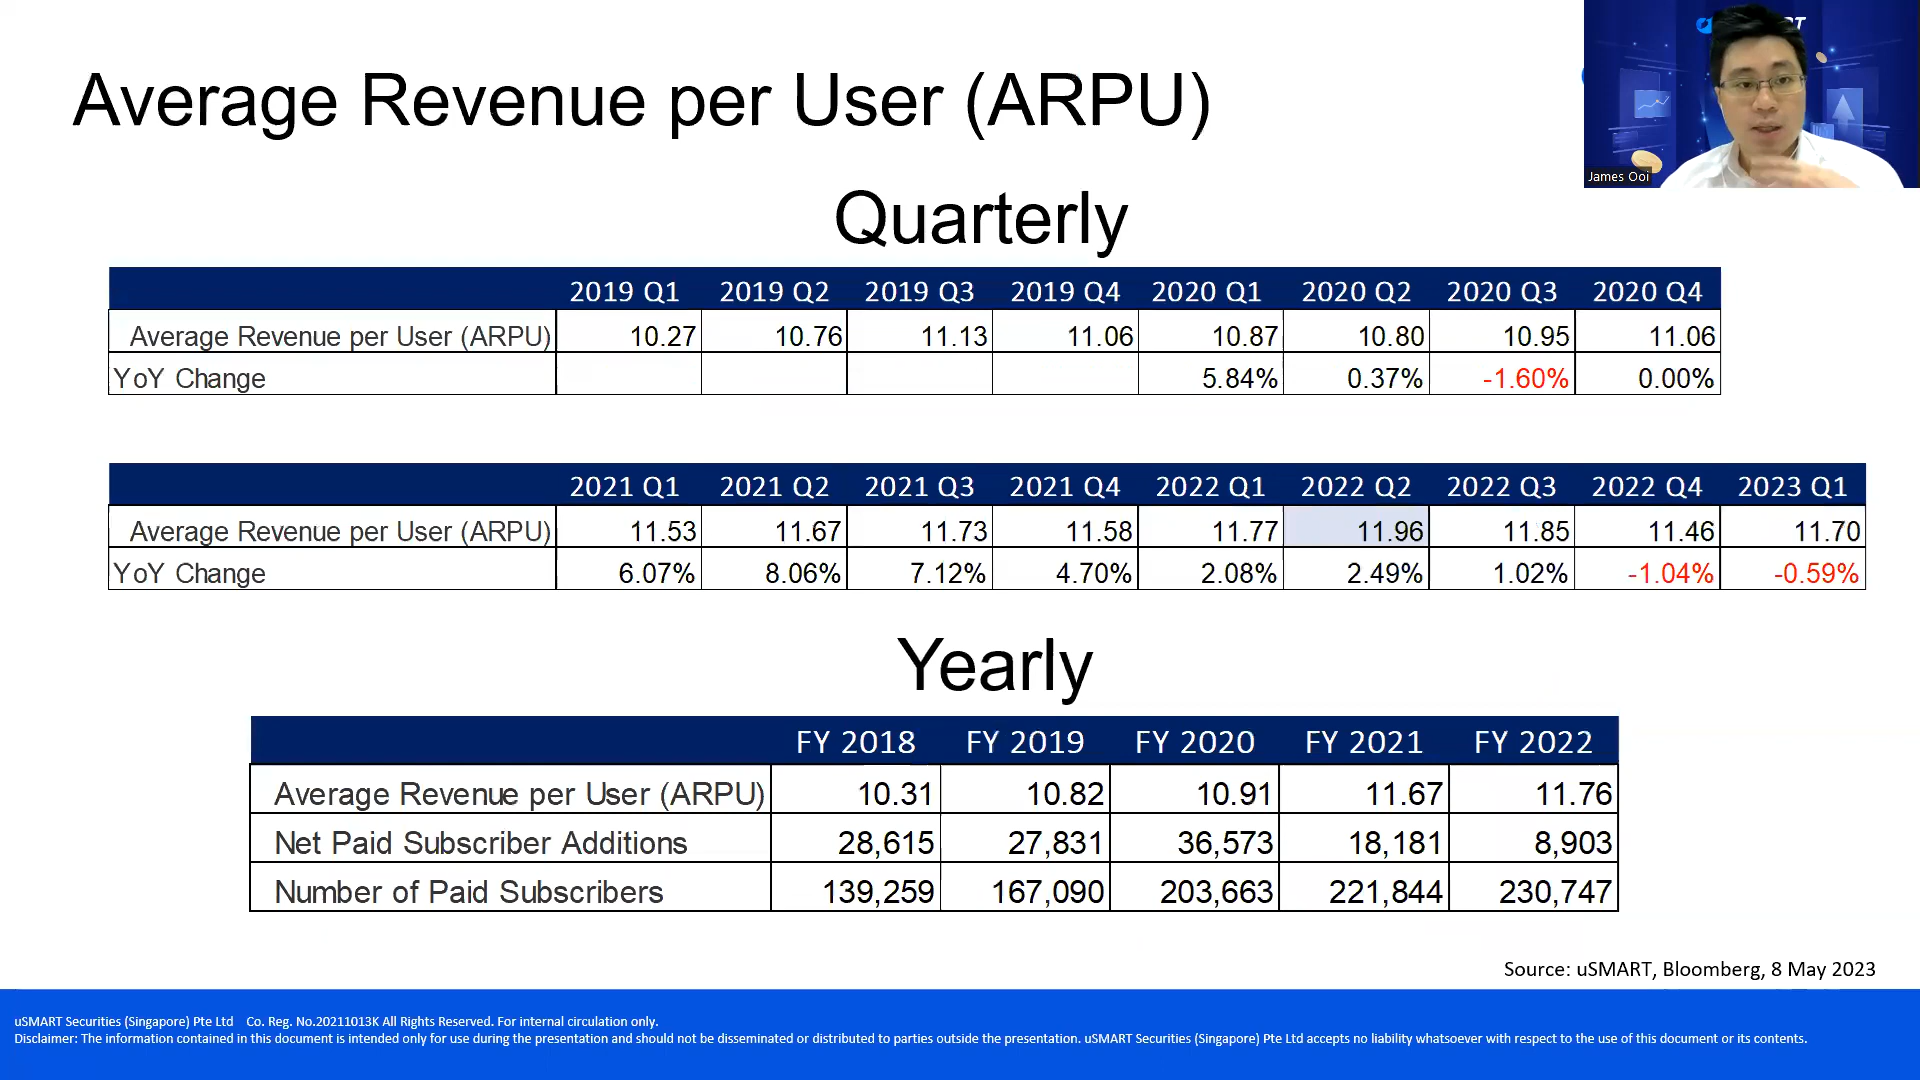 Average Revenue per User (ARPU)
James Ooi
Quarterly
2019 Q1 2019 Q2 2019 Q3 2019 Q4 2020 Q1 2020 Q2 2020 Q3 2020 Q4
Average Revenue per User (ARPU) 10.27 10.76 11.13 11.06 10.87 10.80 10.95 11.06
YoY Change 5.84% 0.37% -1.60% 0.00%
2021 Q1 2021 Q2 2021 Q3 2021 Q4 2022 Q1 2022 Q2 2022 Q3 2022 Q4 2023 Q1
Average Revenue per User (ARPU) 11.53 11.67 11.73 11.58 11.77 11.96 11.85 11.46 11.70
YoY Change 6.07% 8.06% 7.12% 4.70% 2.08% 2.49% 1.02% -1.04% -0.59%
Yearly
FY 2018 FY 2019 FY 2020 FY 2021 FY 2022
Average Revenue per User (ARPU) 10.31 10.82 10.91 11.67 11.76
Net Paid Subscriber Additions 28,615 27,831 36,573 18,181 8,903
Number of Paid Subscribers 139,259 167,090 203,663 221,844 230,747
Source: uSMART, Bloomberg, 8 May 2023
uSMART Securities (Singapore) Pte Ltd Co. Reg. No.20211013K All Rights Reserved. For internal circulation only.
Disclaimer: The information contained in this document is intended only for use during the presentation and should not be disseminated or distributed to parties outside the presentation. uSMART Securities (Singapore) Pte Ltd accepts no liability whatsoever with respect to the use of this document or its contents.